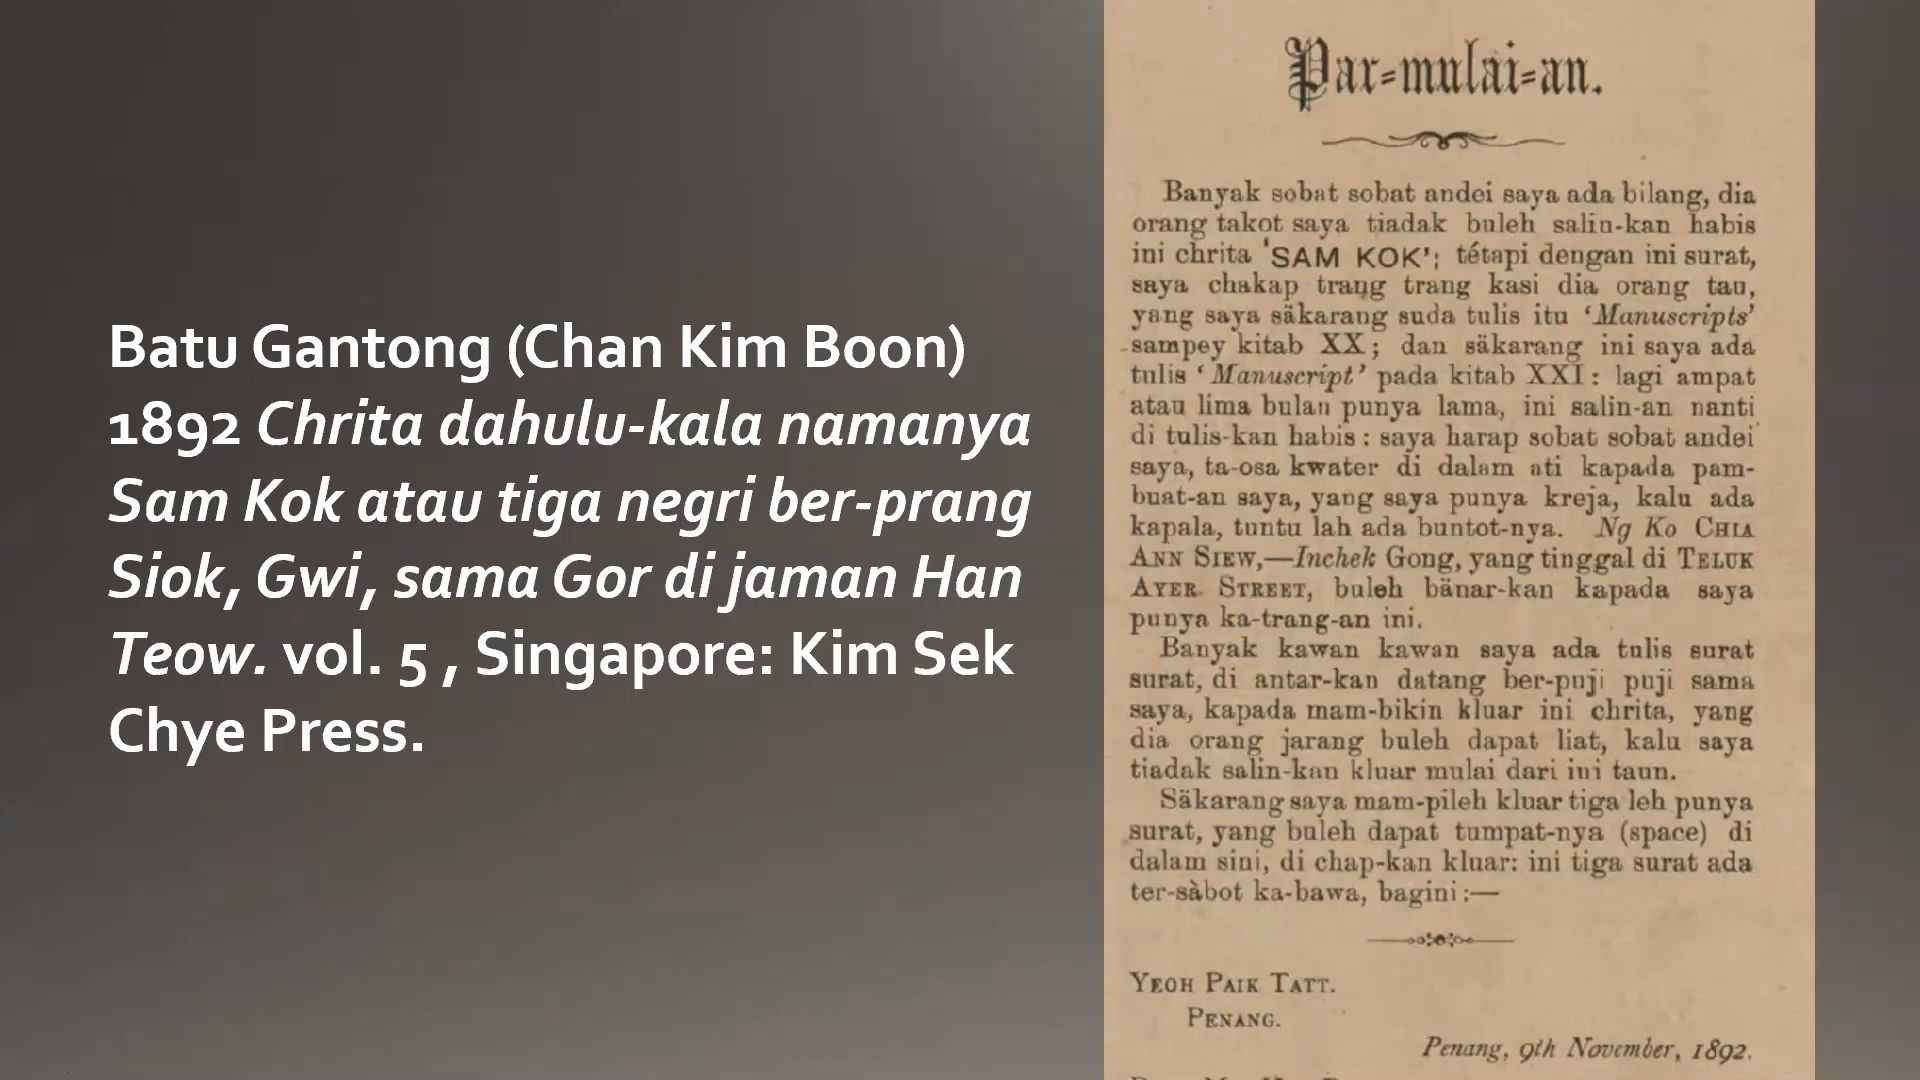 Batu Gantong (Chan Kim Boon)
1892 Chrita dahulu-kala namanya
Sam Kok atau tiga negri ber-prang
Siok, Gwi, sama Gor di jaman Han
Teow. vol. 5 , Singapore: Kim Sek
Chye Press.
Par=mulai=an.
Banyak sobat sobat andei saya ada bilang, dia
orang takot saya tiadak buleh salin-kan habis
ini chrita 'SAM KOK'; tétapi dengan ini surat,
saya chakap trang trang kasi dia orang tau,
yang saya säkarang suda tulis itu 'Manuscripts'
sampey kitab XX; dan säkarang ini saya ada
tulis 'Manuscript' pada kitab XXI: lagi ampat
atau lima bulan punya lama, ini salin-an nanti
di tulis-kan habis: saya harap sobat sobat andei
saya, ta-osa kwater di dalam ati kapada pam-
buat-an saya, yang saya punya kreja, kalu ada
kapala, tuntu lah ada buntot-nya. Ng Ko CHIA
ANN SIEW,—Inchek Gong, yang tinggal di TELUK
AYER STREET, buleh bänar-kan kapada saya
punya ka-trang-an ini.
Banyak kawan kawan saya ada tulis surat
surat, di antar-kan datang ber-puji puji sama
saya, kapada mam-bikin kluar ini chrita, yang
dia orang jarang buleh dapat liat, kalu saya
tiadak salin-kan kluar mulai dari ini taun.
Säkarang saya mam-pileh kluar tiga leh punya
surat, yang buleh dapat tumpat-nya (space) di
dalam sini, di chap-kan kluar: ini tiga surat ada
ter-sàbot ka-bawa, bagini:—
YEOH PAIK TATT.
PENANG.
Penang, 9th November, 1892.